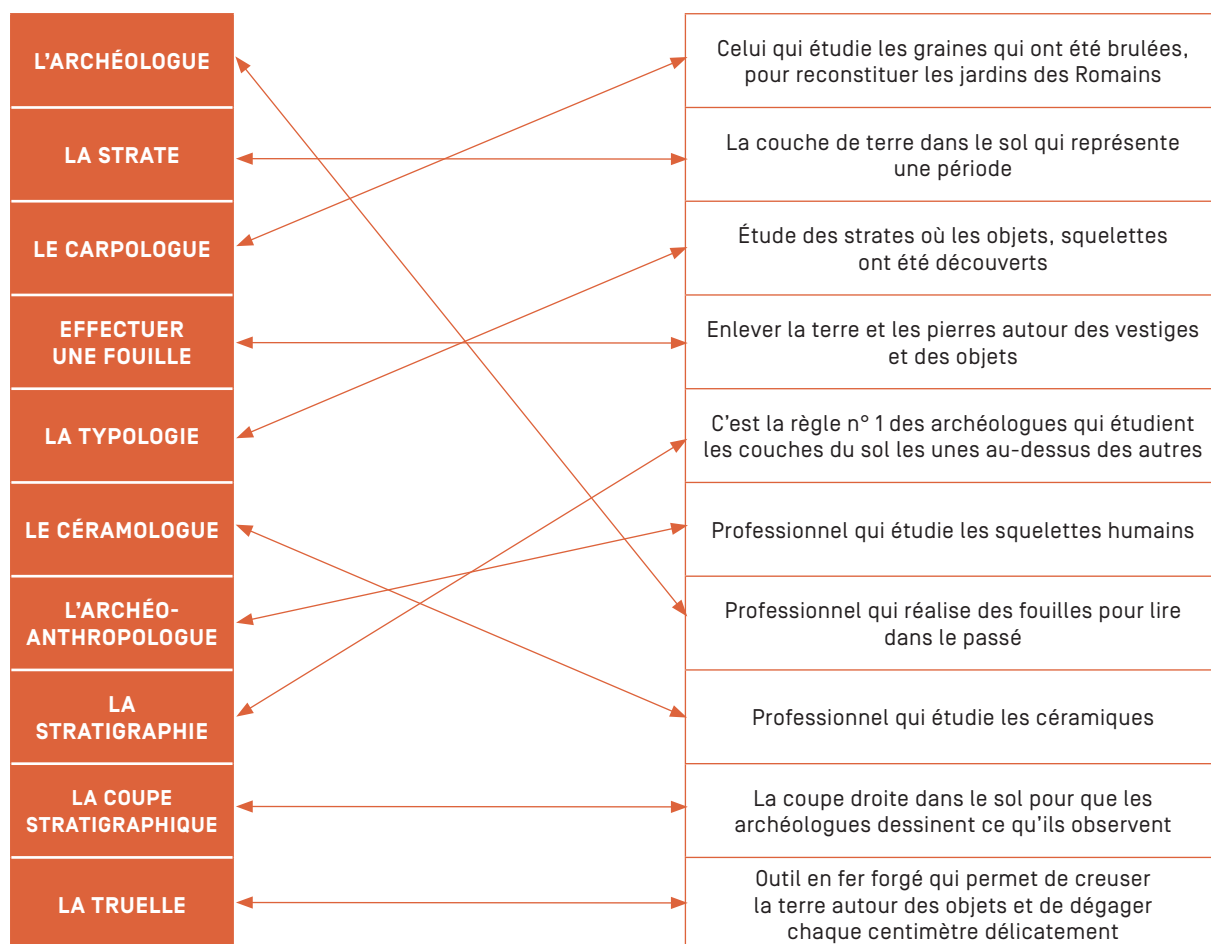 L'ARCHÉOLOGUE
Celui qui étudie les graines qui ont été brulées,
pour reconstituer les jardins des Romains
LA STRATE
La couche de terre dans le sol qui représente
une période
LE CARPOLOGUE
Étude des strates où les objets, squelettes
ont été découverts
EFFECTUER
UNE FOUILLE
Enlever la terre et les pierres autour des vestiges
et des objets
LA TYPOLOGIE
C'est la règle n° 1 des archéologues qui étudient
les couches du sol les unes au-dessus des autres
LE CÉRAMOLOGUE
Professionnel qui étudie les squelettes humains
L'ARCHÉO-
ANTHROPOLOGUE
Professionnel qui réalise des fouilles pour lire
dans le passé
LA
STRATIGRAPHIE
Professionnel qui étudie les céramiques
LA COUPE
STRATIGRAPHIQUE
La coupe droite dans le sol pour que les
archéologues dessinent ce qu'ils observent
LA TRUELLE
Outil en fer forgé qui permet de creuser
la terre autour des objets et de dégager
chaque centimètre délicatement